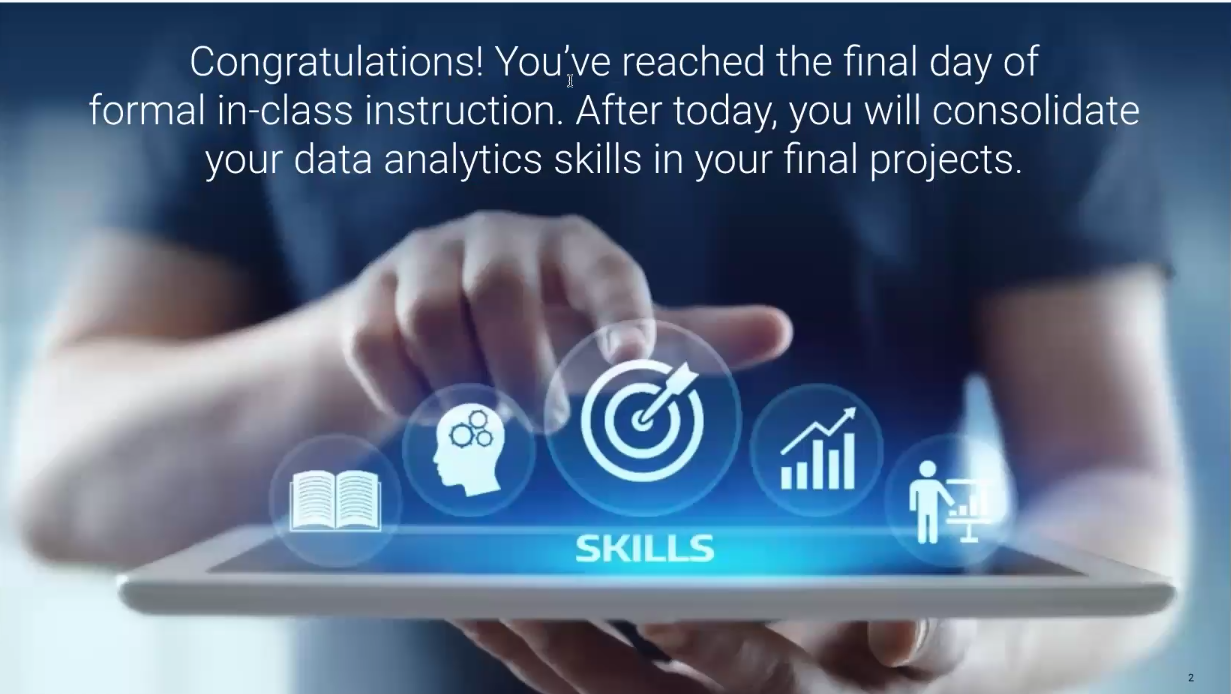 Congratulations! You’ve reached the final day of
formal in-class instruction. After today, you will consolidate
your data analytics skills in your final projects.
SKILLS
2